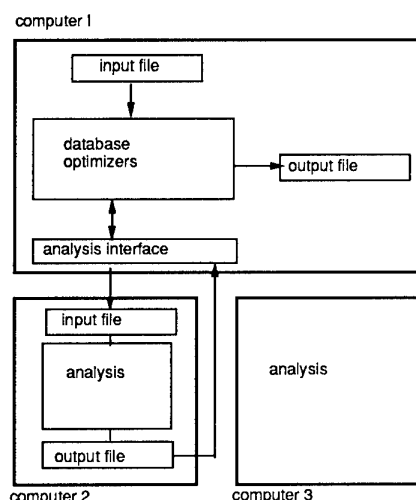 computer 1
input file
database
optimizers
output file
analysis interface
input file
analysis
analysis
output file
computer 2
computer 3